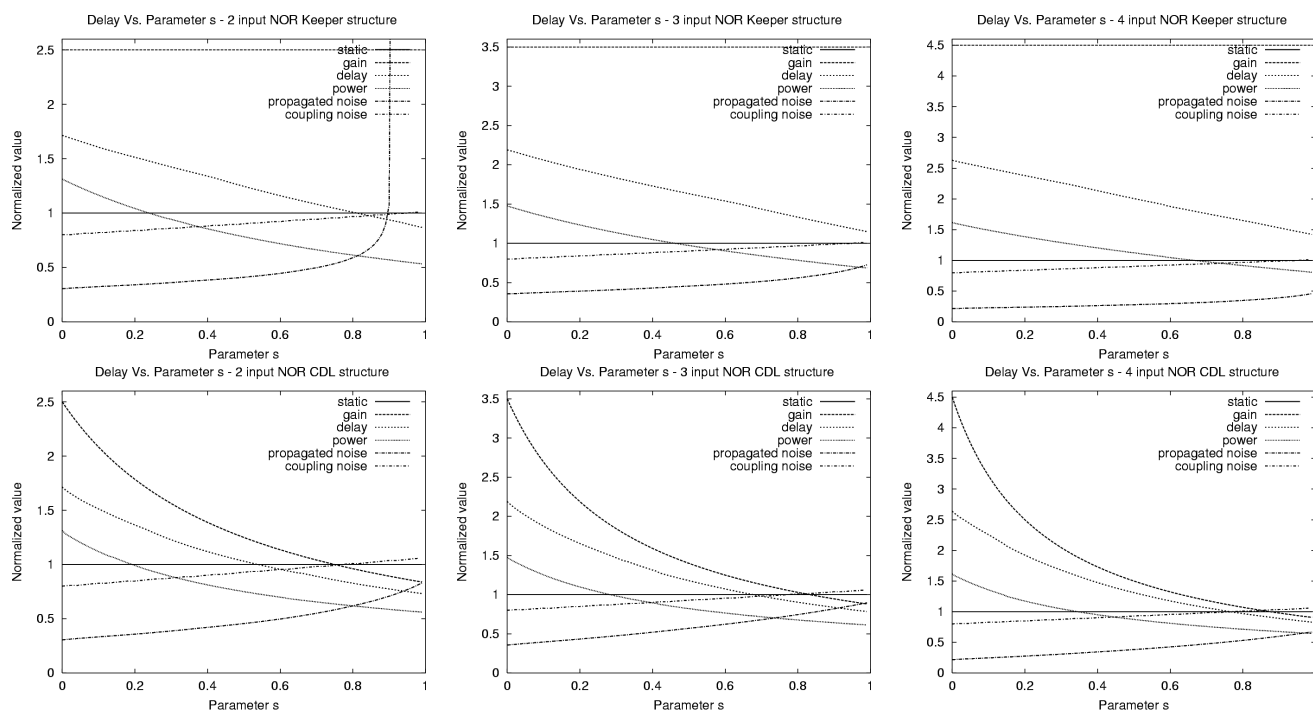 Delay Vs. Parameter s - 2 input NOR Keeper structure
2.5
2
1.5
1
0.5
0
Normalized value
static
gain
delay
power
propagated noise
coupling noise
0 0.2 0.4 0.6 0.8 1
Parameter s
Delay Vs. Parameter s - 3 input NOR Keeper structure
3.5
3
2.5
2
1.5
1
0.5
0
Normalized value
static
gain
delay
power
propagated noise
coupling noise
0 0.2 0.4 0.6 0.8 1
Parameter s
Delay Vs. Parameter s - 4 input NOR Keeper structure
4.5
4
3.5
3
2.5
2
1.5
1
0.5
0
Normalized value
static
gain
delay
power
propagated noise
coupling noise
0 0.2 0.4 0.6 0.8
Parameter s
Delay Vs. Parameter s - 2 input NOR CDL structure
2.5
2
1.5
1
0.5
0
Normalized value
static
gain
delay
power
propagated noise
coupling noise
0 0.2 0.4 0.6 0.8 1
Parameter s
Delay Vs. Parameter s - 3 input NOR CDL structure
3.5
3
2.5
2
1.5
1
0.5
0
Normalized value
static
gain
delay
power
propagated noise
coupling noise
0 0.2 0.4 0.6 0.8 1
Parameter s
Delay Vs. Parameter s - 4 input NOR CDL structure
4.5
4
3.5
3
2.5
2
1.5
1
0.5
0
Normalized value
static
gain
delay
power
propagated noise
coupling noise
0 0.2 0.4 0.6 0.8
Parameter s